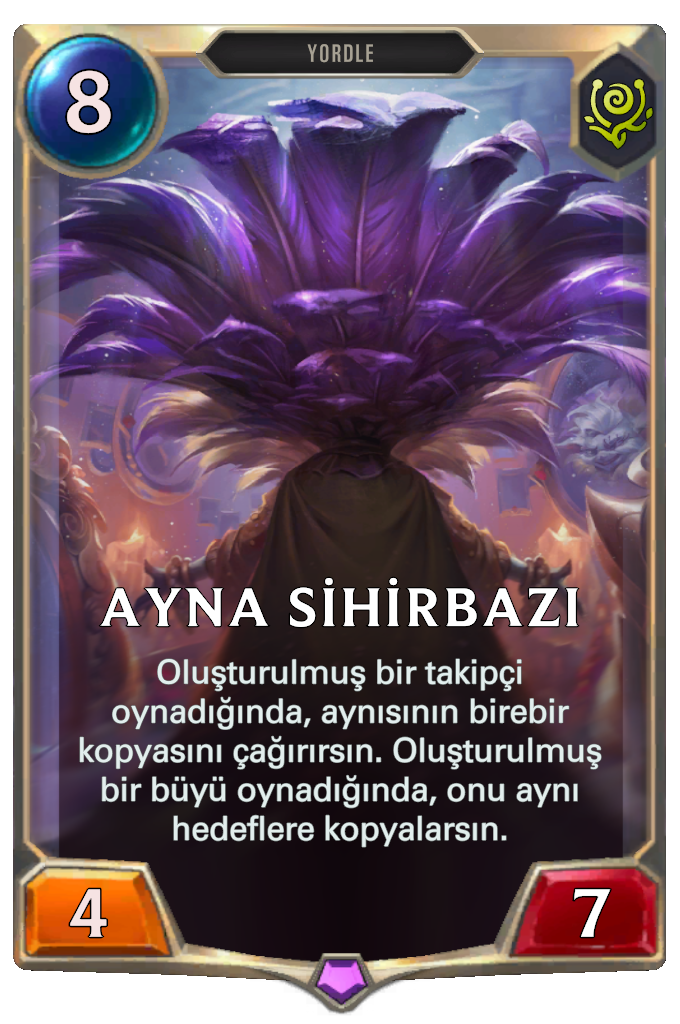 YORDLE
8
AYNA SİHİRBAZI
Oluşturulmuş bir takipçi
oynadığında, aynısının birebir
kopyasını çağırırsın. Oluşturulmuş
bir büyü oynadığında, onu aynı
hedeflere kopyalarsın.
4
7